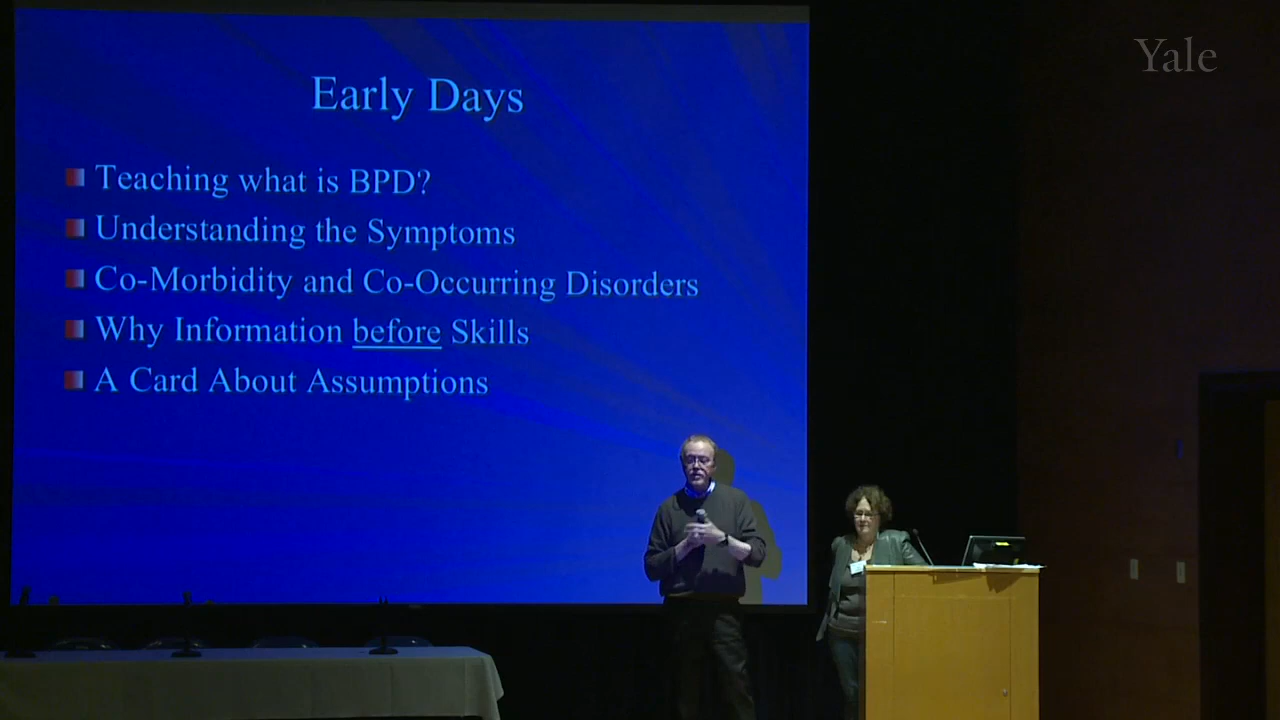 Yale
Early Days
Teaching what is BPD?
Understanding the Symptoms
Co-Morbidity and Co-Occurring Disorders
Why Information before Skills
A Card About Assumptions